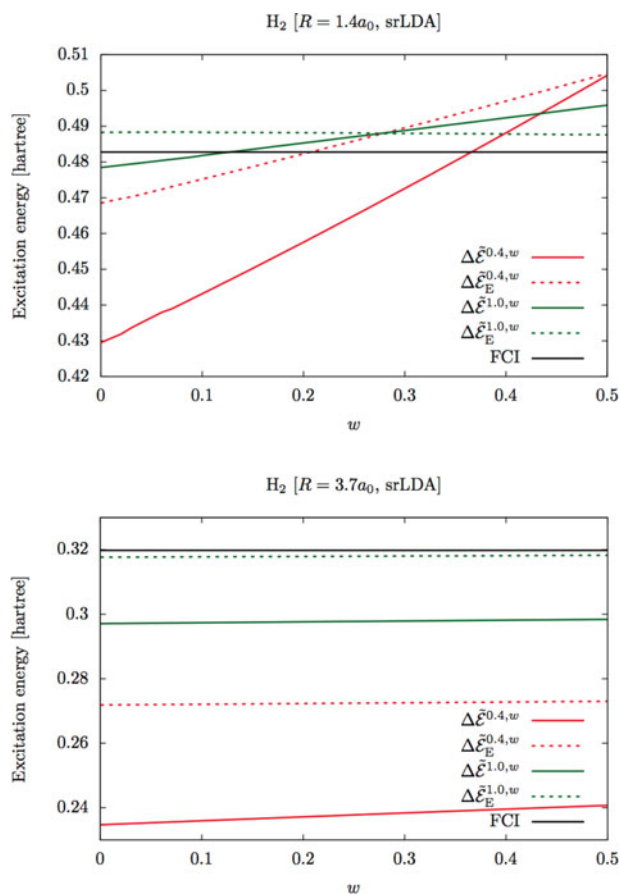 H₂ [R = 1.4a₀, srLDA]
0.51
0.5
0.49
0.48
0.47
0.46
0.45
0.44
0.43
0.42
Excitation energy [hartree]
Δℰ̃^{0.4,w}
Δℰ̃_E^{0.4,w}
Δℰ̃^{1.0,w}
Δℰ̃_E^{1.0,w}
FCI
0 0.1 0.2 0.3 0.4 0.5
w
H₂ [R = 3.7a₀, srLDA]
0.32
0.3
0.28
0.26
0.24
Excitation energy [hartree]
Δℰ̃^{0.4,w}
Δℰ̃_E^{0.4,w}
Δℰ̃^{1.0,w}
Δℰ̃_E^{1.0,w}
FCI
0 0.1 0.2 0.3 0.4 0.5
w